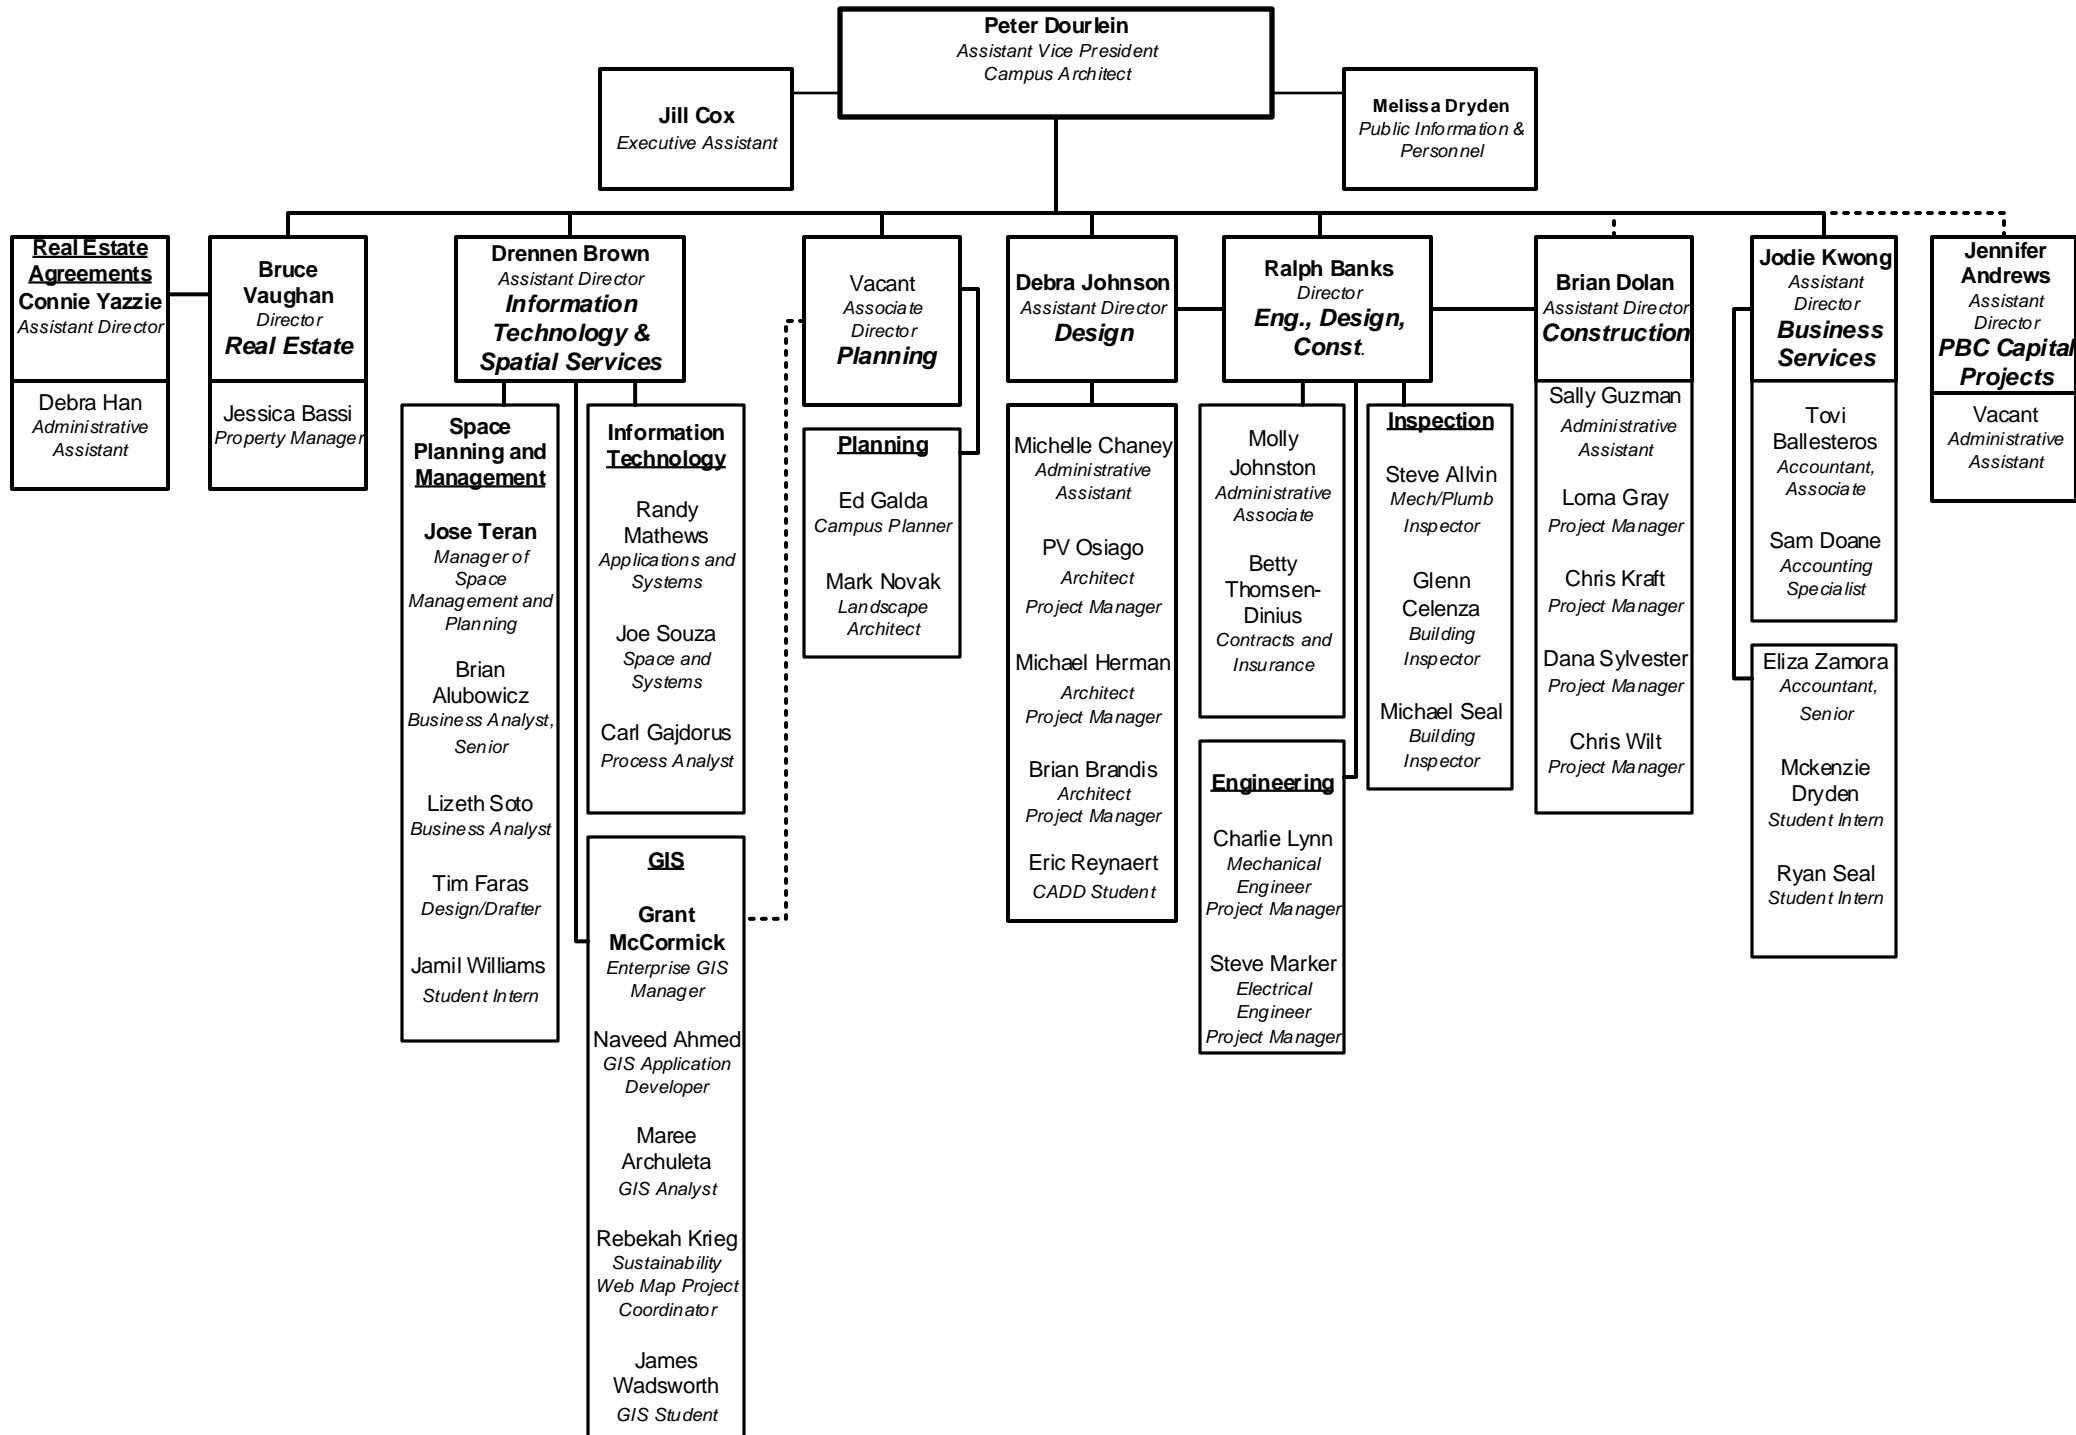 Peter Dourlein
Assistant Vice President
Campus Architect
Jill Cox
Executive Assistant
Melissa Dryden
Public Information &
Personnel
Real Estate
Agreements
Connie Yazzie
Assistant Director
Debra Han
Administrative
Assistant
Bruce
Vaughan
Director
Real Estate
Jessica Bassi
Property Manager
Drennen Brown
Assistant Director
Information
Technology &
Spatial Services
Space
Planning and
Management
Jose Teran
Manager of
Space
Management and
Planning
Brian
Alubowicz
Business Analyst,
Senior
Lizeth Soto
Business Analyst
Tim Faras
Design/Drafter
Jamil Williams
Student Intern
Information
Technology
Randy
Mathews
Applications and
Systems
Joe Souza
Space and
Systems
Carl Gajdorus
Process Analyst
GIS
Grant
McCormick
Enterprise GIS
Manager
Naveed Ahmed
GIS Application
Developer
Maree
Archuleta
GIS Analyst
Rebekah Krieg
Sustainability
Web Map Project
Coordinator
James
Wadsworth
GIS Student
Vacant
Associate
Director
Planning
Planning
Ed Galda
Campus Planner
Mark Novak
Landscape
Architect
Debra Johnson
Assistant Director
Design
Michelle Chaney
Administrative
Assistant
PV Osiago
Architect
Project Manager
Michael Herman
Architect
Project Manager
Brian Brandis
Architect
Project Manager
Eric Reynaert
CADD Student
Ralph Banks
Director
Eng., Design,
Const.
Molly
Johnston
Administrative
Associate
Betty
Thomsen-
Dinius
Contracts and
Insurance
Engineering
Charlie Lynn
Mechanical
Engineer
Project Manager
Steve Marker
Electrical
Engineer
Project Manager
Inspection
Steve Allvin
Mech/Plumb
Inspector
Glenn
Celenza
Building
Inspector
Michael Seal
Building
Inspector
Brian Dolan
Assistant Director
Construction
Sally Guzman
Administrative
Assistant
Lorna Gray
Project Manager
Chris Kraft
Project Manager
Dana Sylvester
Project Manager
Chris Wilt
Project Manager
Jodie Kwong
Assistant
Director
Business
Services
Tovi
Ballesteros
Accountant,
Associate
Sam Doane
Accounting
Specialist
Eliza Zamora
Accountant,
Senior
Mckenzie
Dryden
Student Intern
Ryan Seal
Student Intern
Jennifer
Andrews
Assistant
Director
PBC Capital
Projects
Vacant
Administrative
Assistant